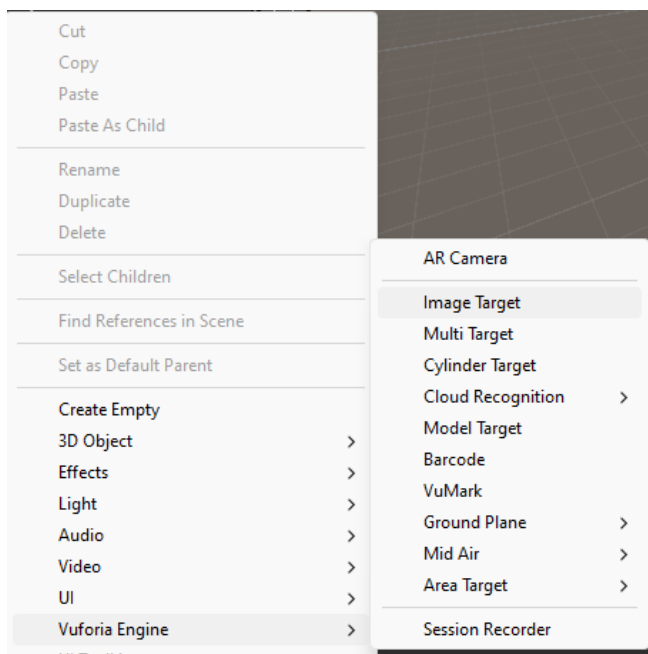 Cut
Copy
Paste
Paste As Child
Rename
Duplicate
Delete
Select Children
Find References in Scene
Set as Default Parent
Create Empty
3D Object
Effects
Light
Audio
Video
UI
Vuforia Engine
AR Camera
Image Target
Multi Target
Cylinder Target
Cloud Recognition
Model Target
Barcode
VuMark
Ground Plane
Mid Air
Area Target
Session Recorder